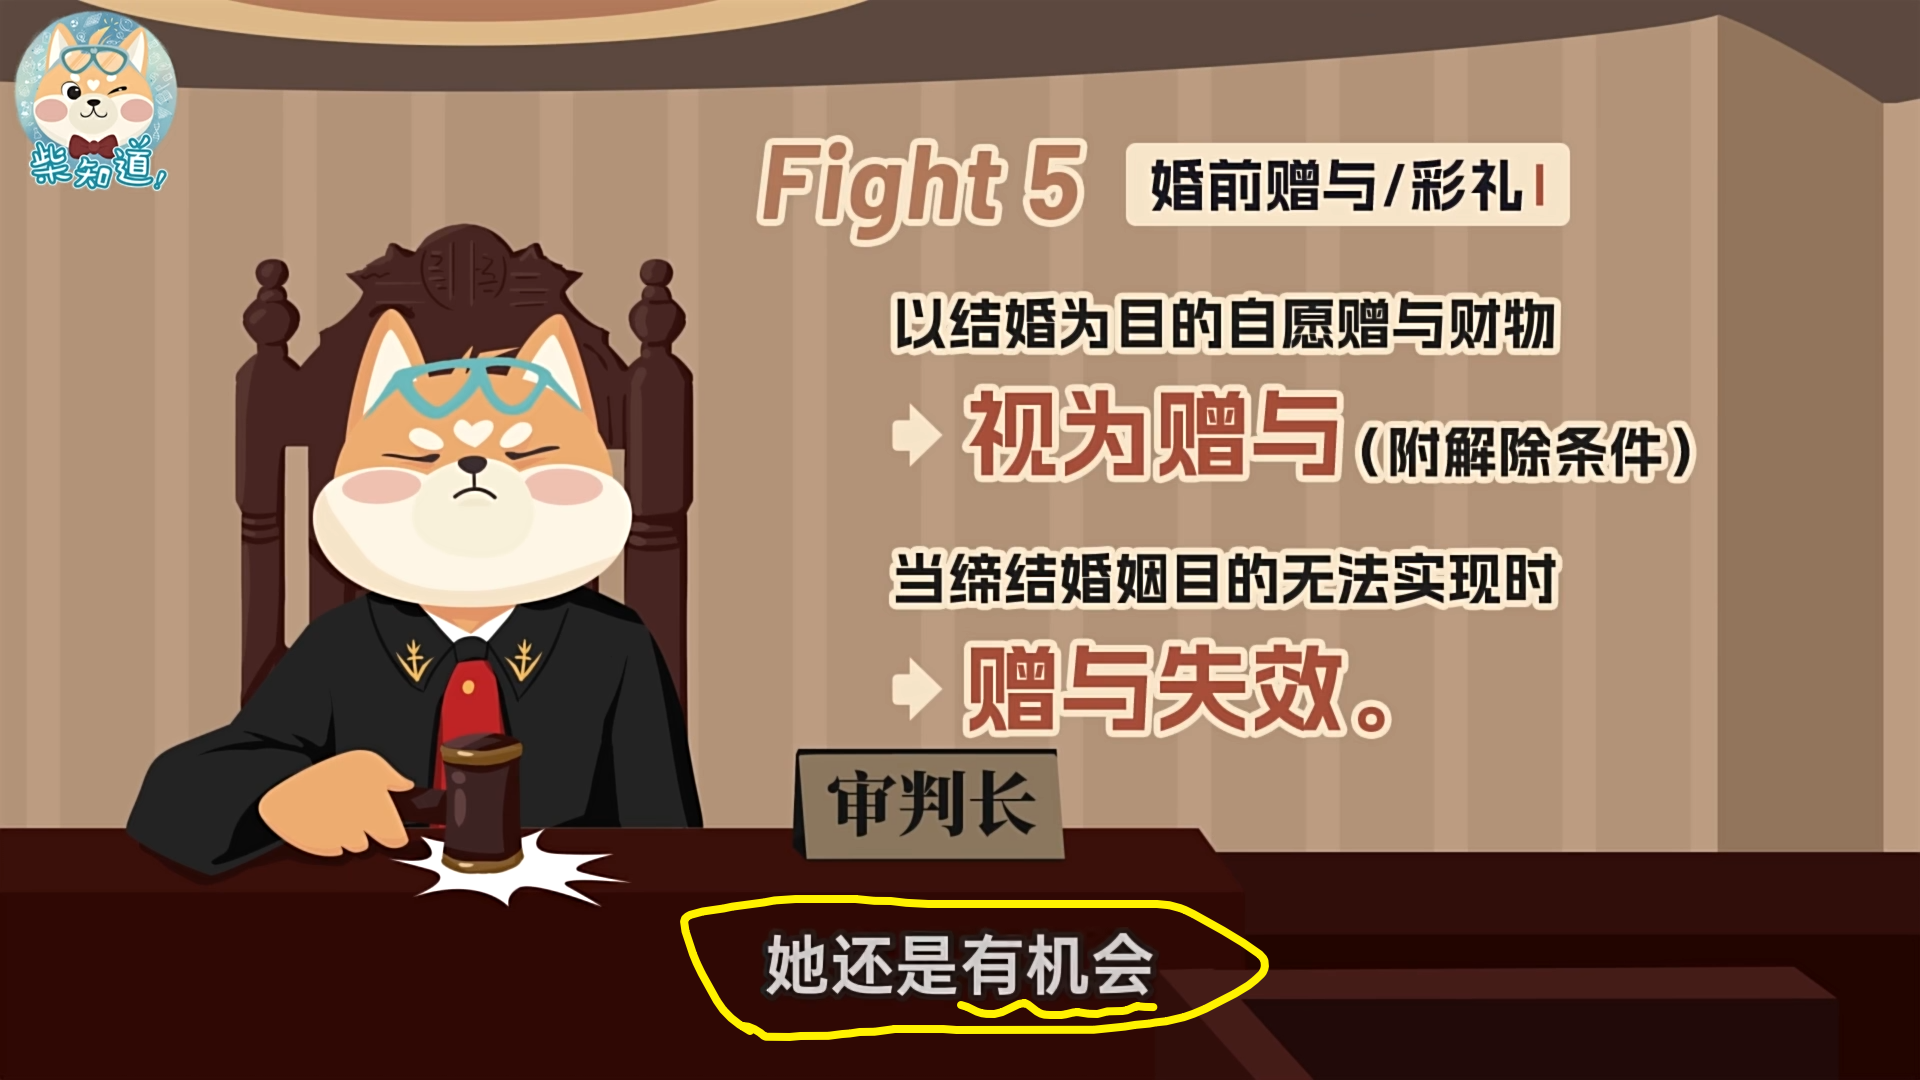 柴知道!
Fight 5 婚前赠与/彩礼
以结婚为目的自愿赠与财物
视为赠与(附解除条件)
当缔结婚姻目的无法实现时
赠与失效。
审判长
她还是有机会